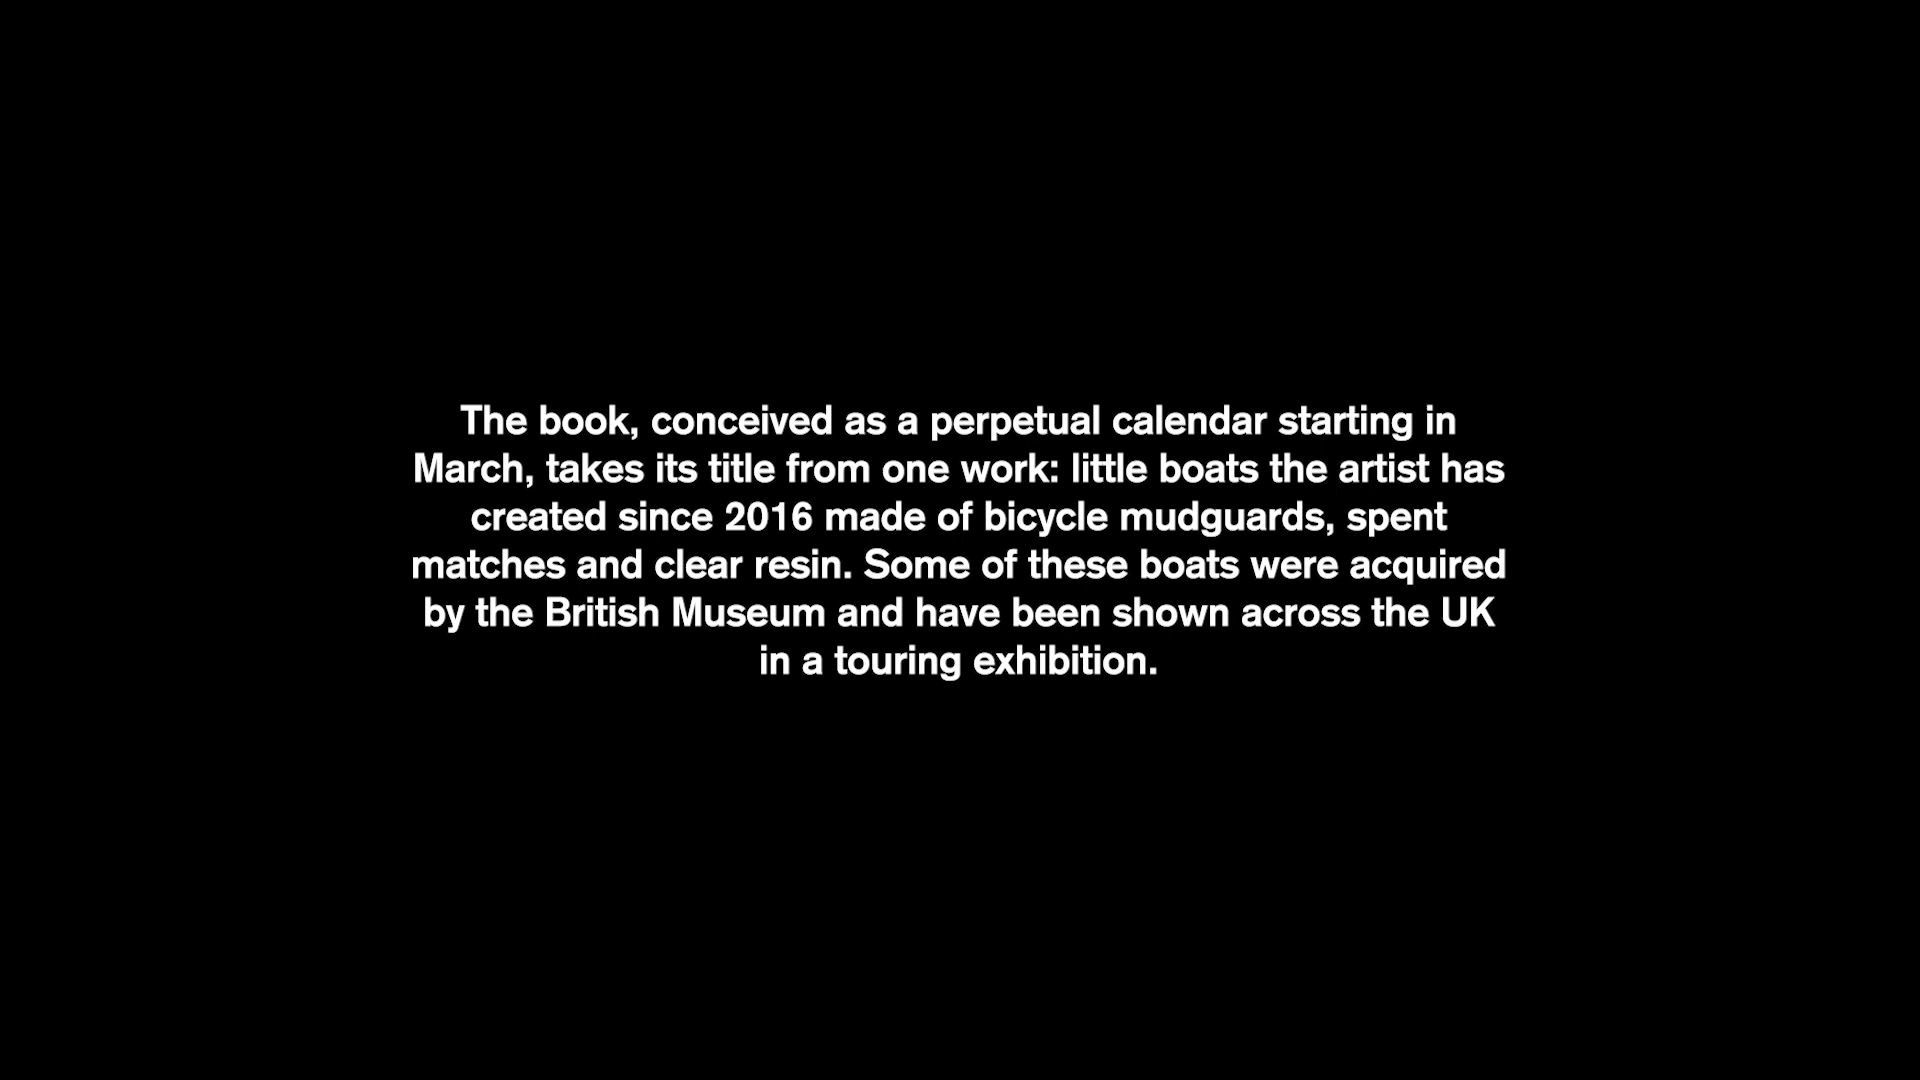 The book, conceived as a perpetual calendar starting in
March, takes its title from one work: little boats the artist has
created since 2016 made of bicycle mudguards, spent
matches and clear resin. Some of these boats were acquired
by the British Museum and have been shown across the UK
in a touring exhibition.